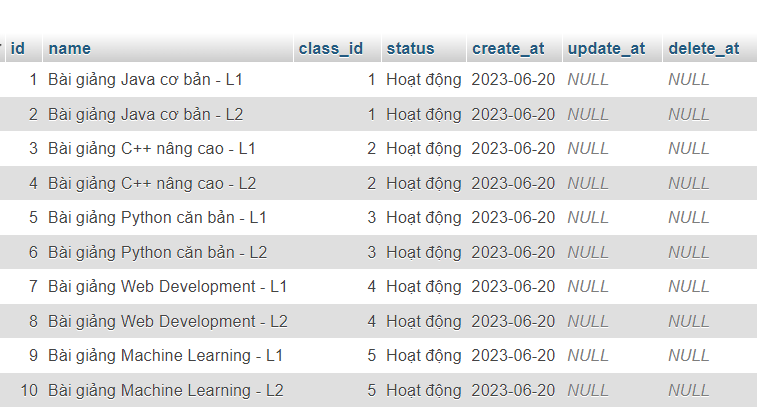 id name class_id status create_at update_at delete_at
1 Bài giảng Java cơ bản - L1 1 Hoạt động 2023-06-20 NULL NULL
2 Bài giảng Java cơ bản - L2 1 Hoạt động 2023-06-20 NULL NULL
3 Bài giảng C++ nâng cao - L1 2 Hoạt động 2023-06-20 NULL NULL
4 Bài giảng C++ nâng cao - L2 2 Hoạt động 2023-06-20 NULL NULL
5 Bài giảng Python căn bản - L1 3 Hoạt động 2023-06-20 NULL NULL
6 Bài giảng Python căn bản - L2 3 Hoạt động 2023-06-20 NULL NULL
7 Bài giảng Web Development - L1 4 Hoạt động 2023-06-20 NULL NULL
8 Bài giảng Web Development - L2 4 Hoạt động 2023-06-20 NULL NULL
9 Bài giảng Machine Learning - L1 5 Hoạt động 2023-06-20 NULL NULL
10 Bài giảng Machine Learning - L2 5 Hoạt động 2023-06-20 NULL NULL